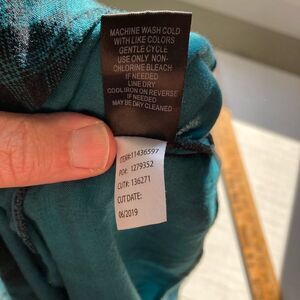 MACHINE WASH COLD
WITH LIKE COLORS
GENTLE CYCLE
USE ONLY NON-
CHLORINE BLEACH
IF NEEDED
LINE DRY
COOL IRON ON REVERSE
IF NEEDED
MAY BE DRY CLEANED
ITEM#:11436597
PO#: 1279352
CUT#: 136271
CUT DATE:
06/2019